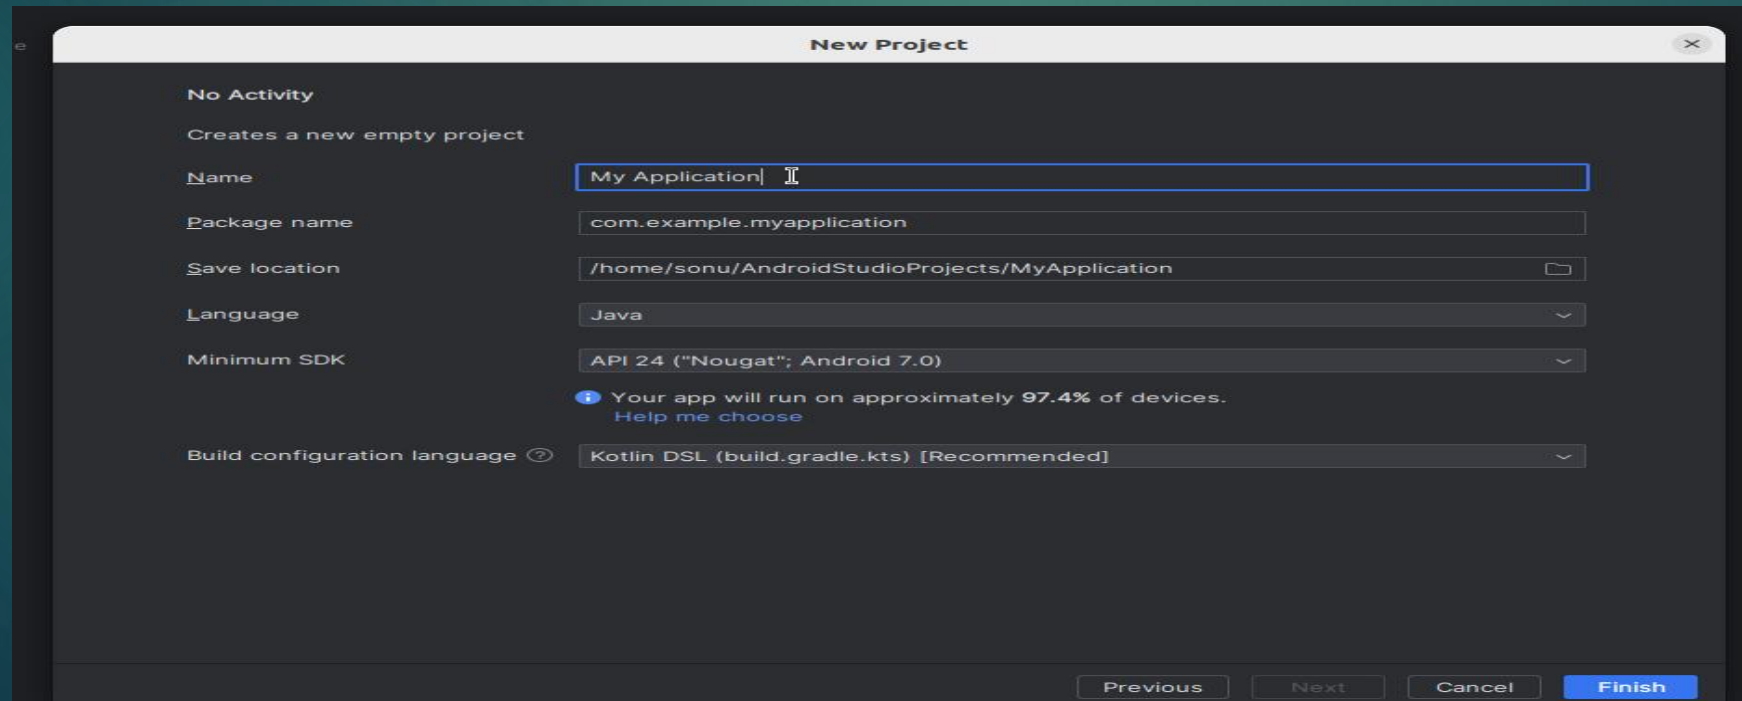 e
New Project
No Activity
Creates a new empty project
Name My Application
Package name com.example.myapplication
Save location /home/sonu/AndroidStudioProjects/MyApplication
Language Java
Minimum SDK API 24 ("Nougat"; Android 7.0)
Your app will run on approximately 97.4% of devices.
Help me choose
Build configuration language ? Kotlin DSL (build.gradle.kts) [Recommended]
Previous Next Cancel Finish